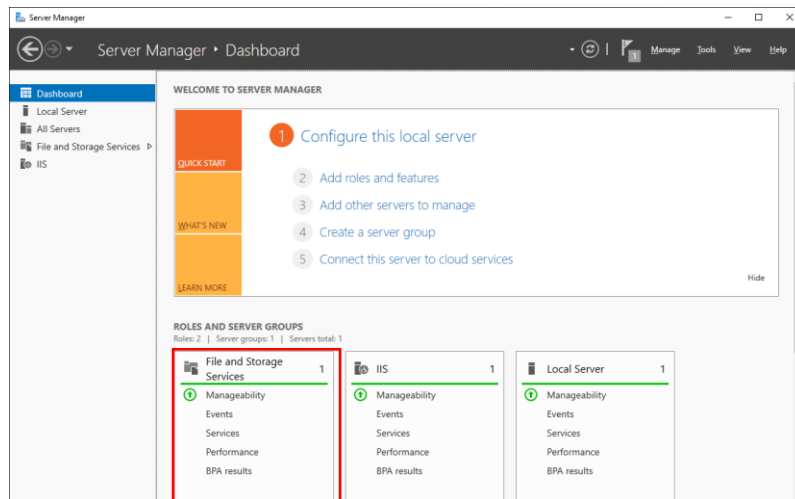 Server Manager
Server Manager • Dashboard
1
Manage Tools View Help
Dashboard
Local Server
All Servers
File and Storage Services
IIS
WELCOME TO SERVER MANAGER
QUICK START
WHAT'S NEW
LEARN MORE
1 Configure this local server
2 Add roles and features
3 Add other servers to manage
4 Create a server group
5 Connect this server to cloud services
Hide
ROLES AND SERVER GROUPS
Roles: 2 | Server groups: 1 | Servers total: 1
File and Storage
Services
1
Manageability
Events
Services
Performance
BPA results
IIS 1
Manageability
Events
Services
Performance
BPA results
Local Server 1
Manageability
Events
Services
Performance
BPA results